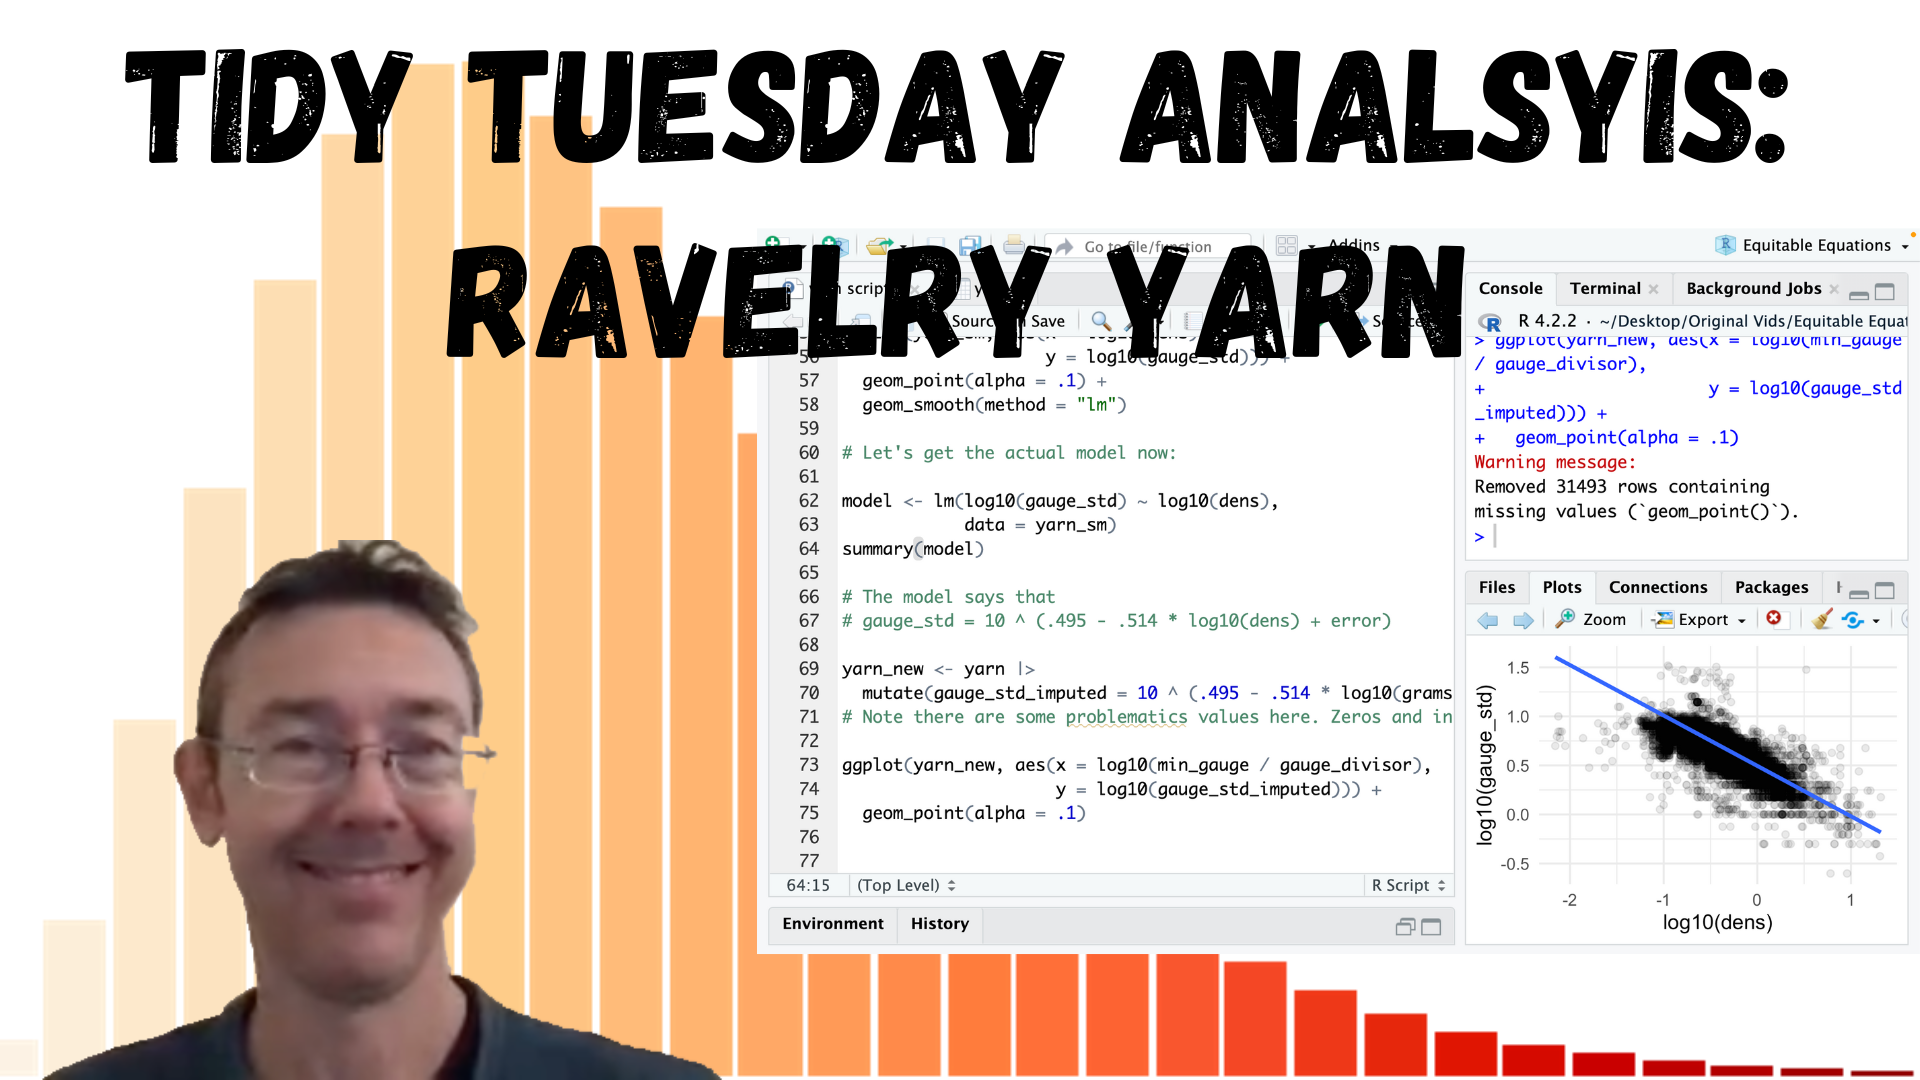 TIDY TUESDAY ANALSYIS:
RAVELRY YARN
Go to file/function
Addins
Equitable Equations
Source
Save
56
y = log10(gauge_std))) +
57 geom_point(alpha = .1) +
58 geom_smooth(method = "lm")
59
60 # Let's get the actual model now:
61
62 model <- lm(log10(gauge_std) ~ log10(dens),
63 data = yarn_sm)
64 summary(model)
65
66 # The model says that
67 # gauge_std = 10 ^ (.495 - .514 * log10(dens) + error)
68
69 yarn_new <- yarn |>
70 mutate(gauge_std_imputed = 10 ^ (.495 - .514 * log10(grams
71 # Note there are some problematics values here. Zeros and in
72
73 ggplot(yarn_new, aes(x = log10(min_gauge / gauge_divisor),
74 y = log10(gauge_std_imputed))) +
75 geom_point(alpha = .1)
76
77
64:15 (Top Level) R Script
Environment History
Console Terminal Background Jobs
R 4.2.2 · ~/Desktop/Original Vids/Equitable Equat
> ggplot(yarn_new, aes(x = log10(min_gauge
/ gauge_divisor),
+ y = log10(gauge_std
_imputed))) +
+ geom_point(alpha = .1)
Warning message:
Removed 31493 rows containing
missing values (`geom_point()`).
>
Files Plots Connections Packages
Zoom Export
log10(gauge_std)
1.5
1.0
0.5
0.0
-0.5
-2 -1 0 1
log10(dens)